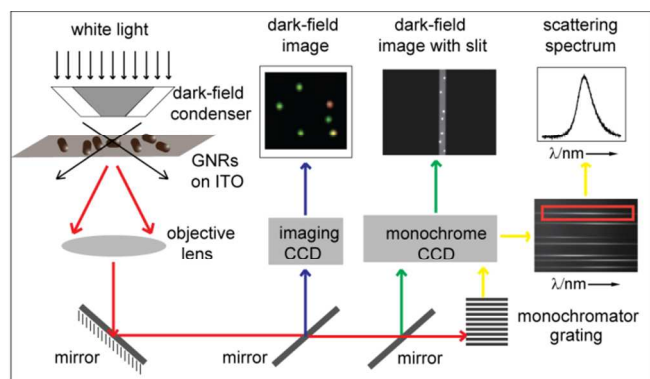 white light
dark-field
condenser
GNRs
on ITO
objective
lens
mirror
dark-field
image
imaging
CCD
mirror
dark-field
image with slit
monochrome
CCD
mirror
scattering
spectrum
λ/nm
λ/nm
monochromator
grating